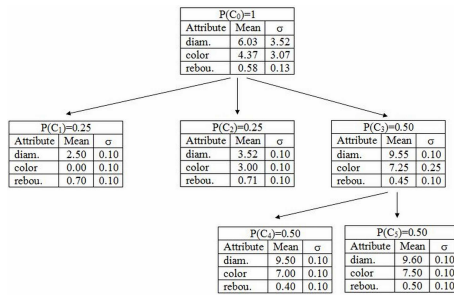 P(C₀)=1
Attribute Mean σ
diam. 6.03 3.52
color 4.37 3.07
rebou. 0.58 0.13
P(C₁)=0.25
Attribute Mean σ
diam. 2.50 0.10
color 0.00 0.10
rebou. 0.70 0.10
P(C₂)=0.25
Attribute Mean σ
diam. 3.52 0.10
color 3.00 0.10
rebou. 0.71 0.10
P(C₃)=0.50
Attribute Mean σ
diam. 9.55 0.10
color 7.25 0.25
rebou. 0.45 0.10
P(C₄)=0.50
Attribute Mean σ
diam. 9.50 0.10
color 7.00 0.10
rebou. 0.40 0.10
P(C₅)=0.50
Attribute Mean σ
diam. 9.60 0.10
color 7.50 0.10
rebou. 0.50 0.10